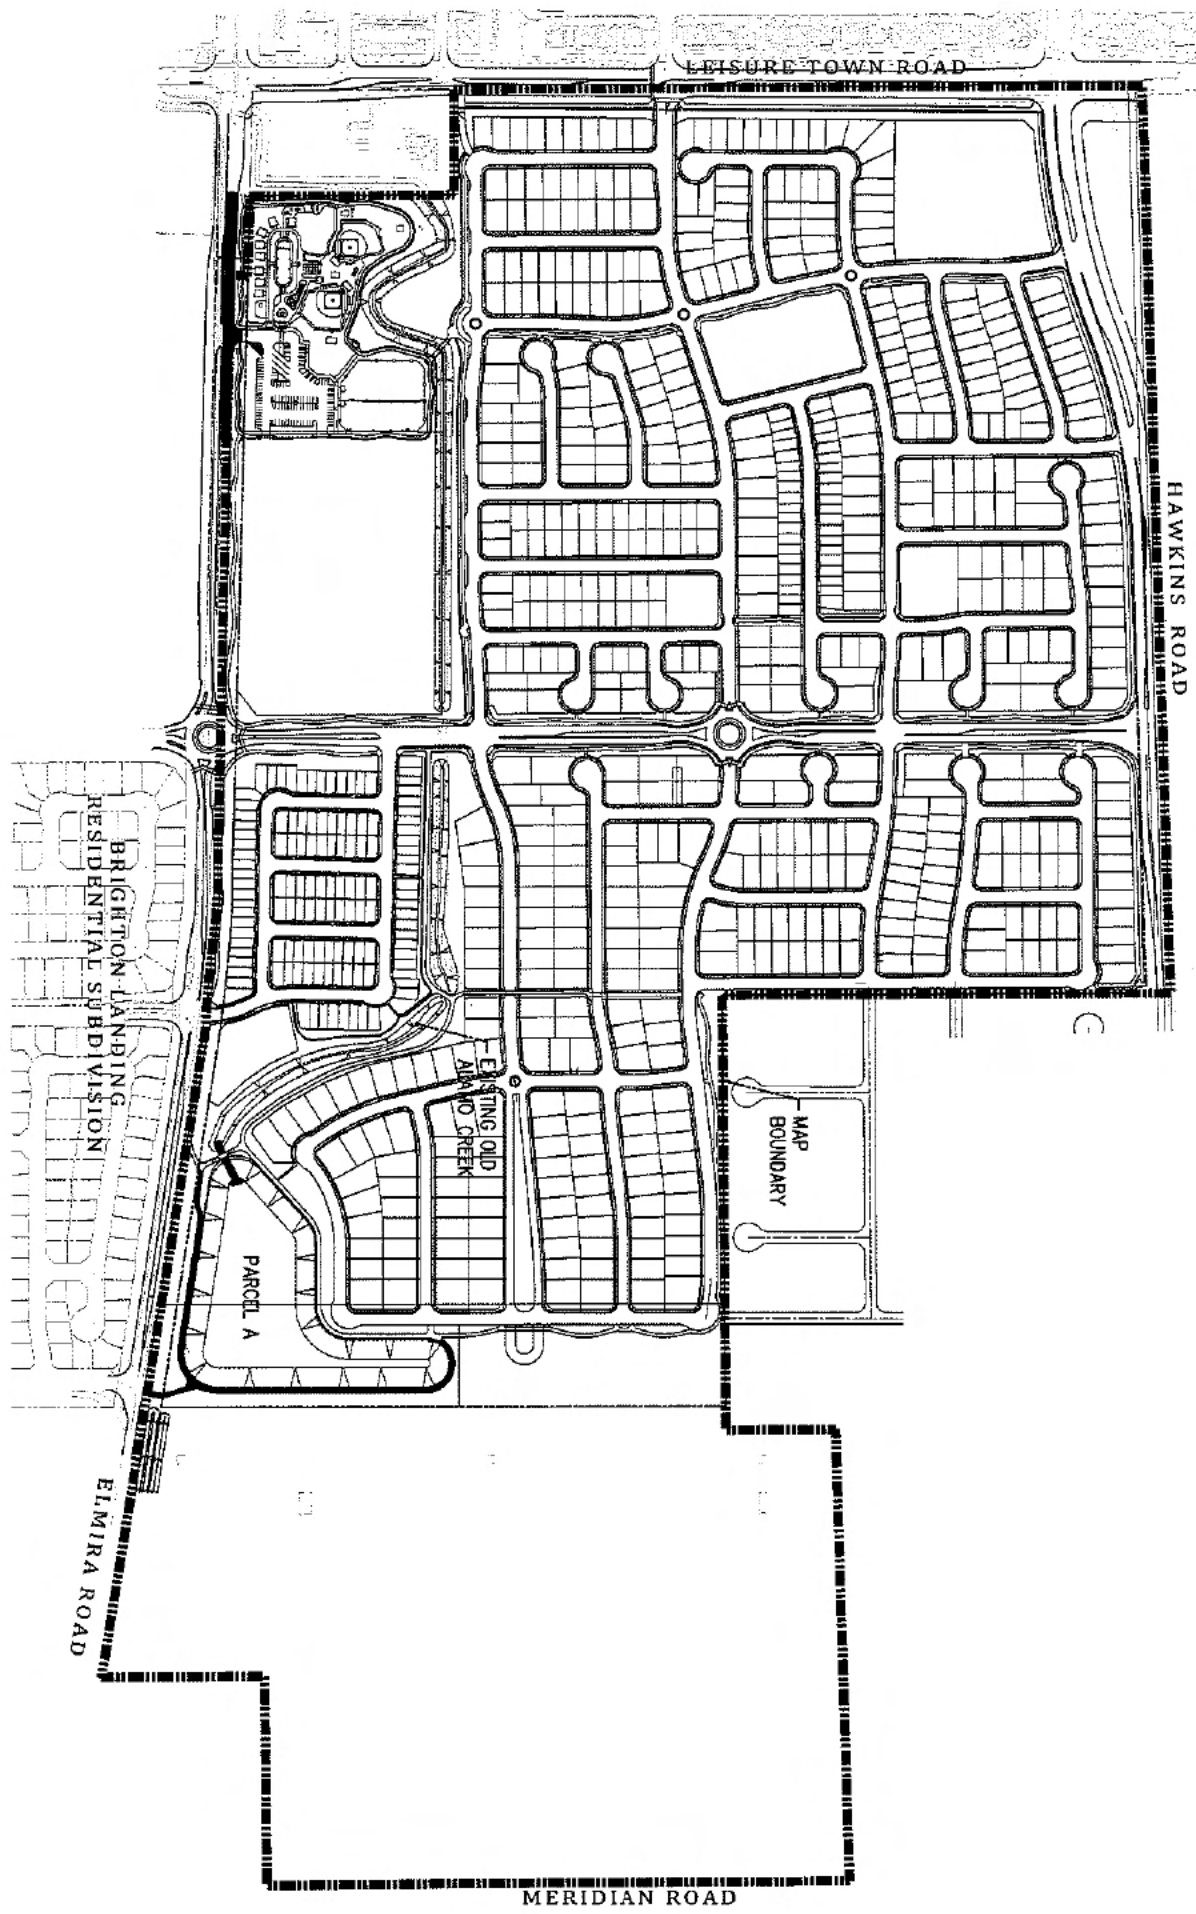 LEISURE TOWN ROAD
HAWKINS ROAD
BRIGHTON LANDING
RESIDENTIAL SUBDIVISION
EXISTING OLD
ALAMO CREEK
MAP
BOUNDARY
PARCEL A
ELMIRA ROAD
MERIDIAN ROAD